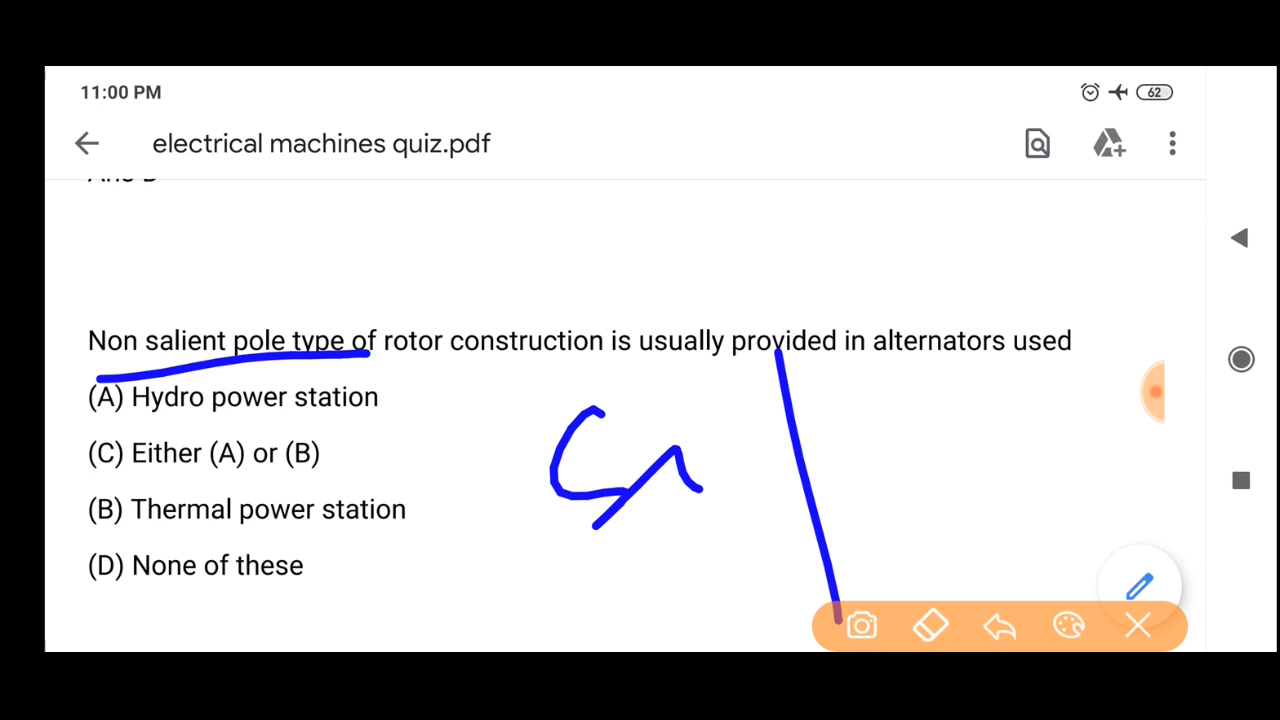 11:00 PM
62
electrical machines quiz.pdf
Non salient pole type of rotor construction is usually provided in alternators used
(A) Hydro power station
(C) Either (A) or (B)
(B) Thermal power station
(D) None of these